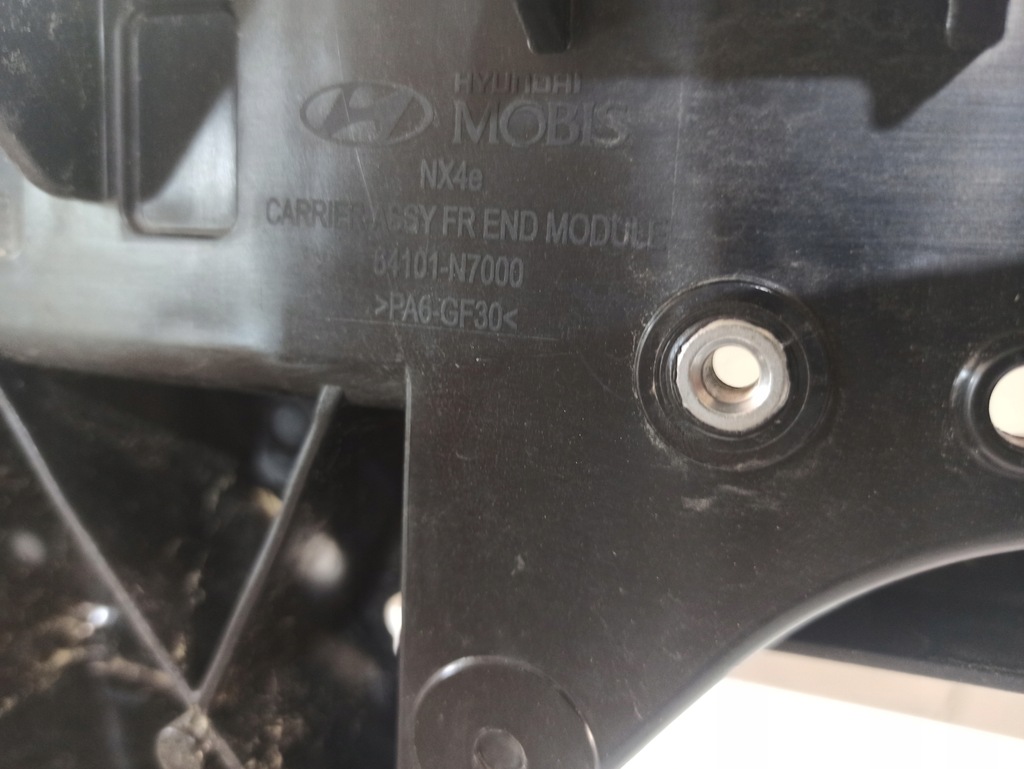 HYUNDAI
MOBIS
NX4e
CARRIER ASSY FR END MODULE
64101-N7000
>PA6-GF30<